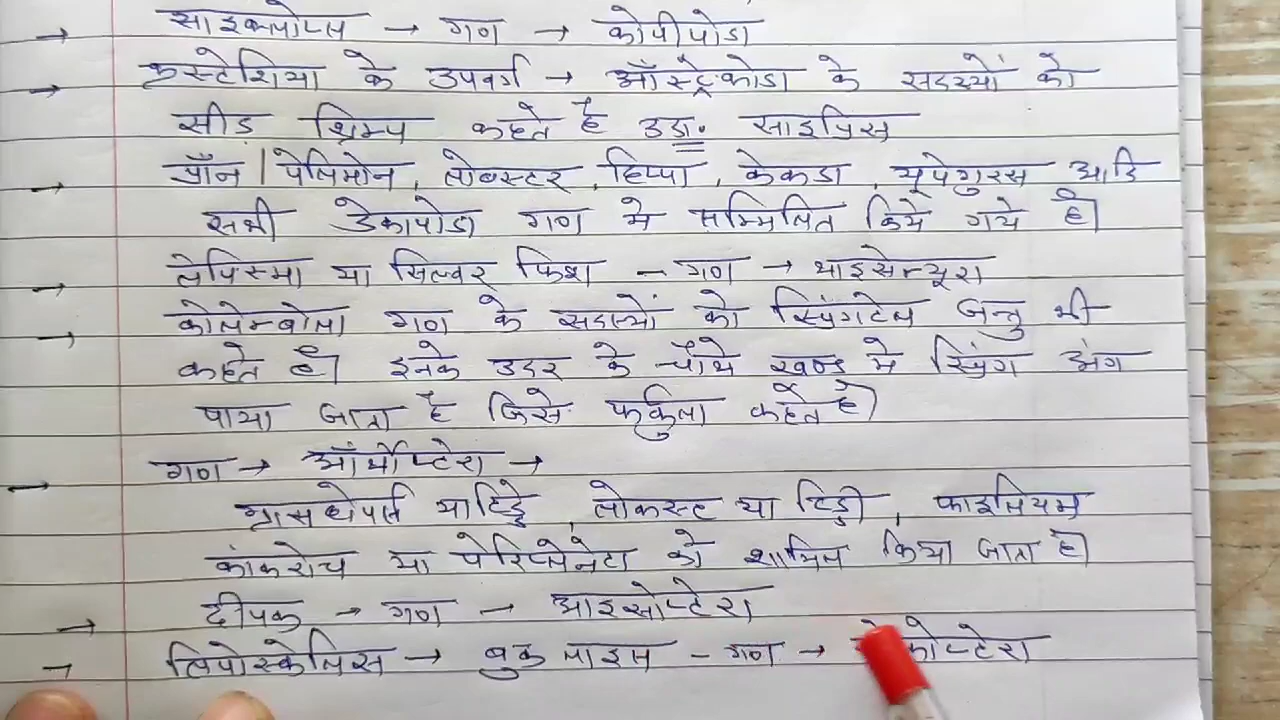 → साइक्लोप्स → गण → कोपीपोडा
→ क्रस्टेशिया के उपवर्ग → ऑस्ट्रेकोडा के सदस्यों को
सीड श्रिम्प कहते है उदा. साइप्रिस
→ प्रॉन / पेलिमोन, लोबस्टर, हिप्पा, केकडा, यूपेगुरस आदि
सभी डेकापोडा गण मे सम्मिलित किये गये है।
→ लेपिस्मा या सिल्वर फिश - गण → थाइसेन्यूरा
→ कोलेम्बोला गण के सदस्यों को स्प्रिंगटेल जन्तु भी
कहते है। इनके उदर के चौथे खण्ड मे स्प्रिंग अंग
पाया जाता है जिसे फर्कुला कहते है।
→ गण → ऑर्थोप्टेरा →
ग्रासहोपर्स या टिड्डे, लोकस्ट या टिड्डी, फाइलियम
कांकरोच या पेरिप्लेनेटा को शामिल किया जाता है।
→ दीपक → गण → आइसोप्टेरा
→ लिपोस्केलिस → बुक लाइस - गण →